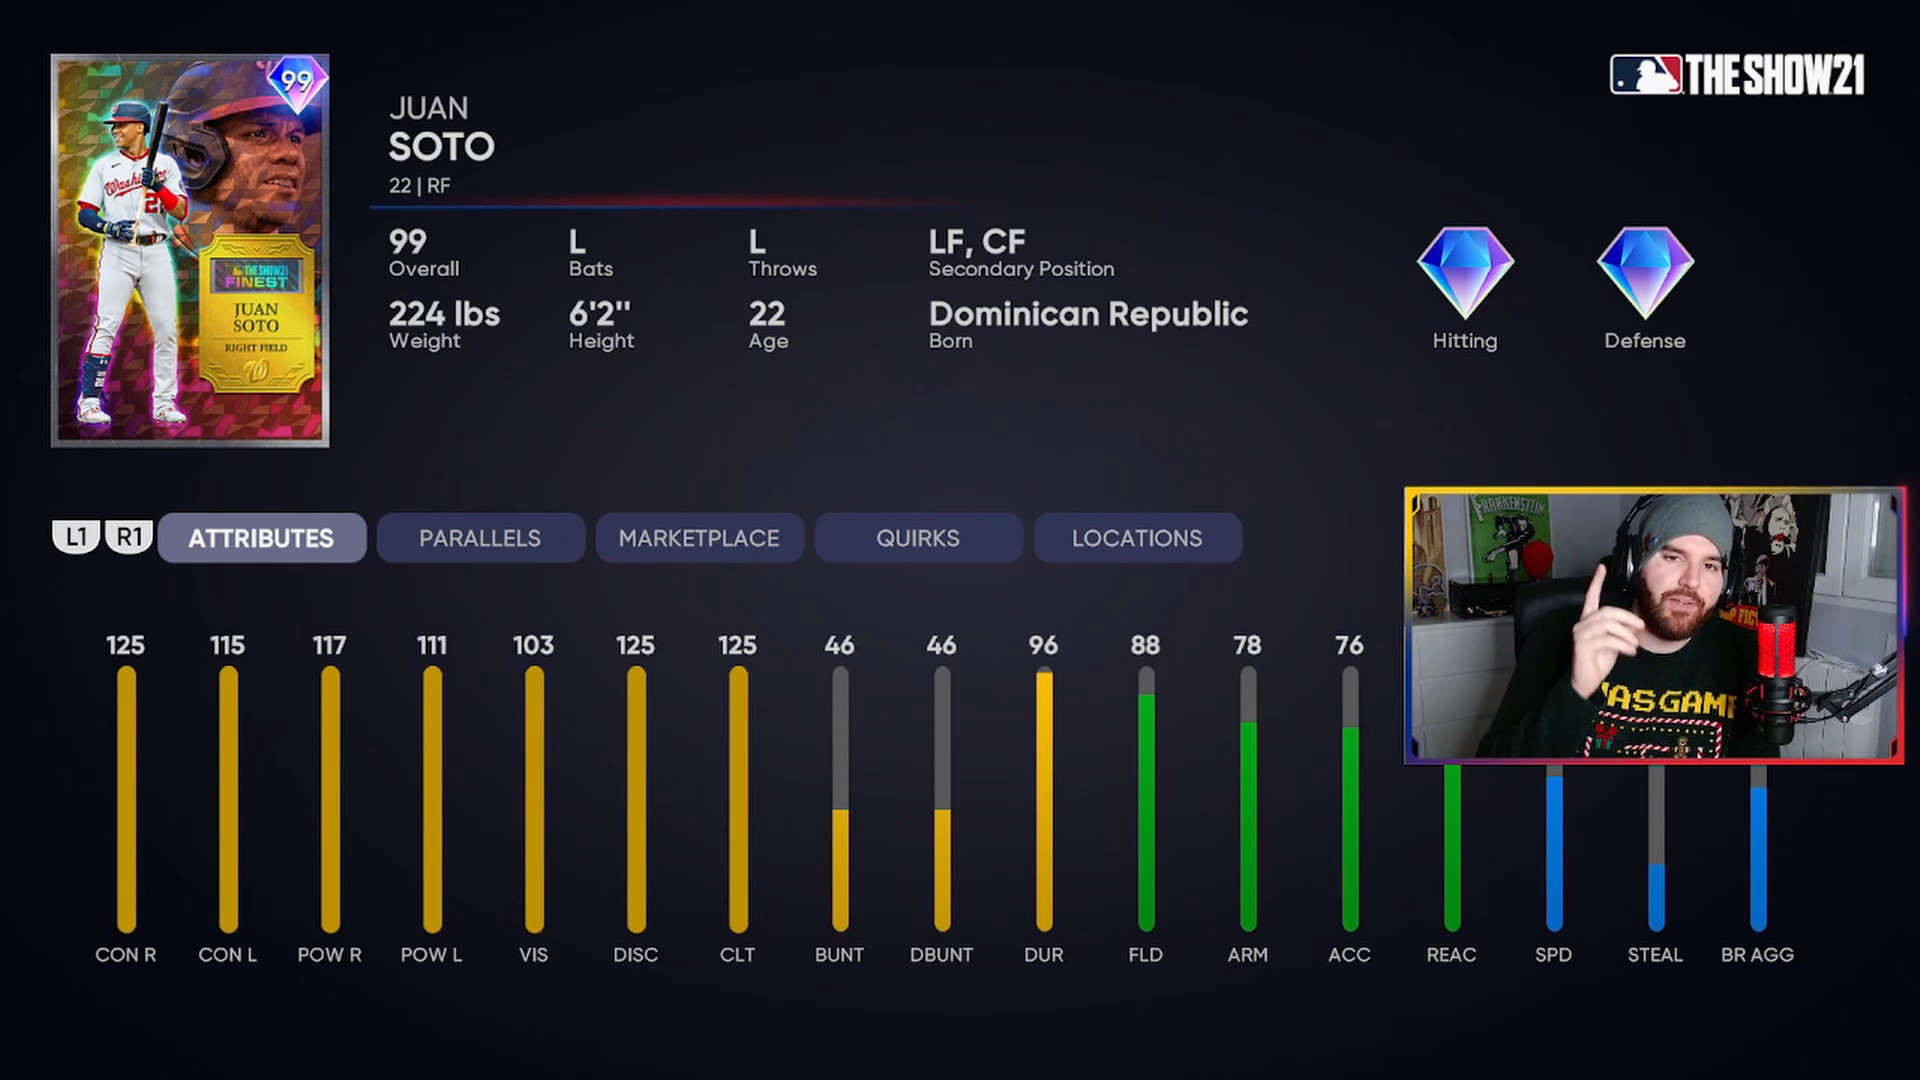 99
THE SHOW 21
JUAN
SOTO
22 | RF
99
Overall
L
Bats
L
Throws
LF, CF
Secondary Position
224 lbs
Weight
6'2"
Height
22
Age
Dominican Republic
Born
Hitting
Defense
Washington
THE SHOW21
FINEST
JUAN
SOTO
RIGHT FIELD
L1
R1
ATTRIBUTES
PARALLELS
MARKETPLACE
QUIRKS
LOCATIONS
FRANKENSTEIN
125
115
117
111
103
125
125
46
46
96
88
78
76
CON R
CON L
POW R
POW L
VIS
DISC
CLT
BUNT
DBUNT
DUR
FLD
ARM
ACC
REAC
SPD
STEAL
BR AGG